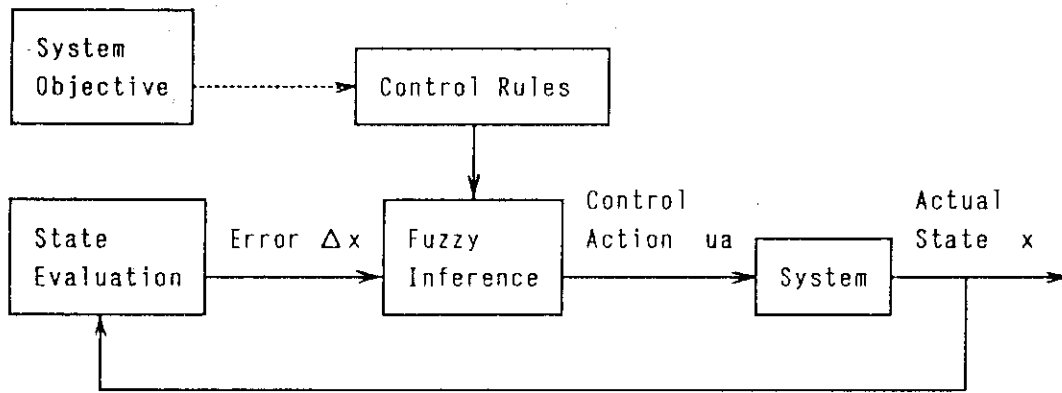 System
Objective
Control Rules
State
Evaluation
Error Δx
Fuzzy
Inference
Control
Action ua
System
Actual
State x